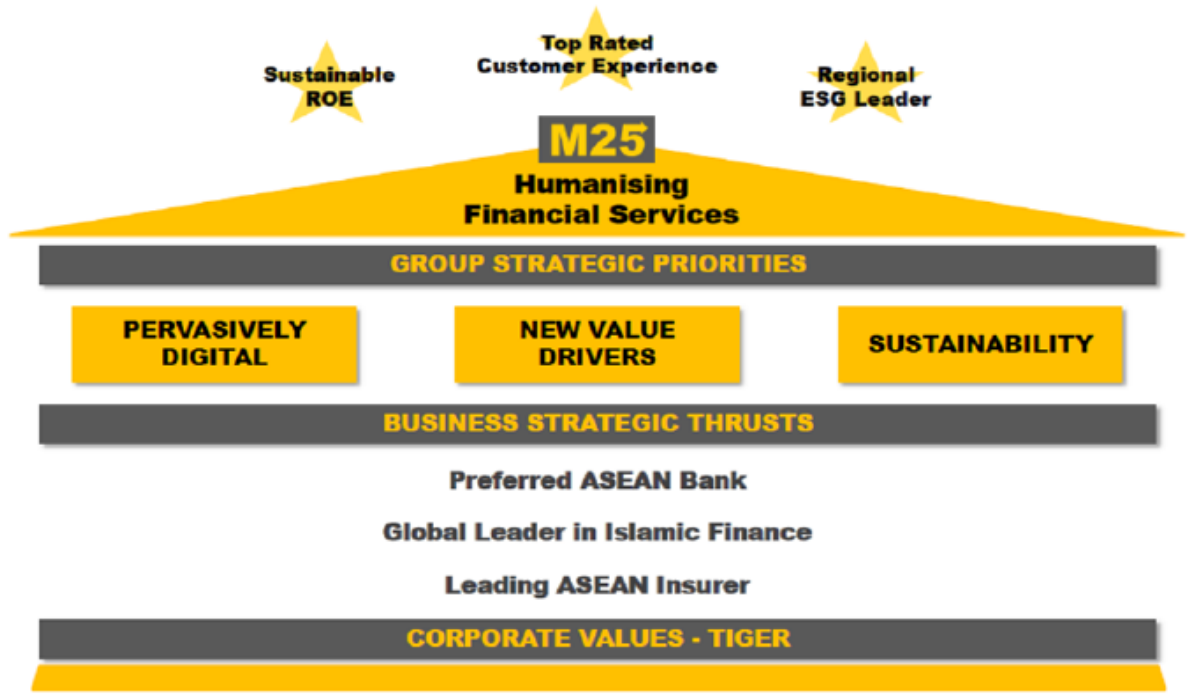 Top Rated
Customer Experience
Sustainable
ROE
Regional
ESG Leader
M25
Humanising
Financial Services
GROUP STRATEGIC PRIORITIES
PERVASIVELY
DIGITAL
NEW VALUE
DRIVERS
SUSTAINABILITY
BUSINESS STRATEGIC THRUSTS
Preferred ASEAN Bank
Global Leader in Islamic Finance
Leading ASEAN Insurer
CORPORATE VALUES - TIGER